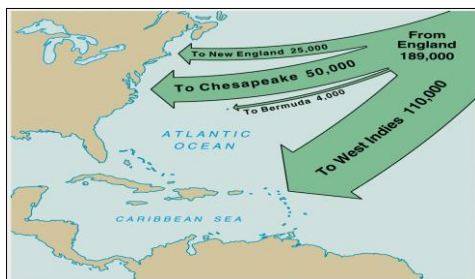 From
England
189,000
To New England 25,000
To Chesapeake 50,000
To Bermuda 4,000
To West Indies 110,000
ATLANTIC
OCEAN
CARIBBEAN SEA